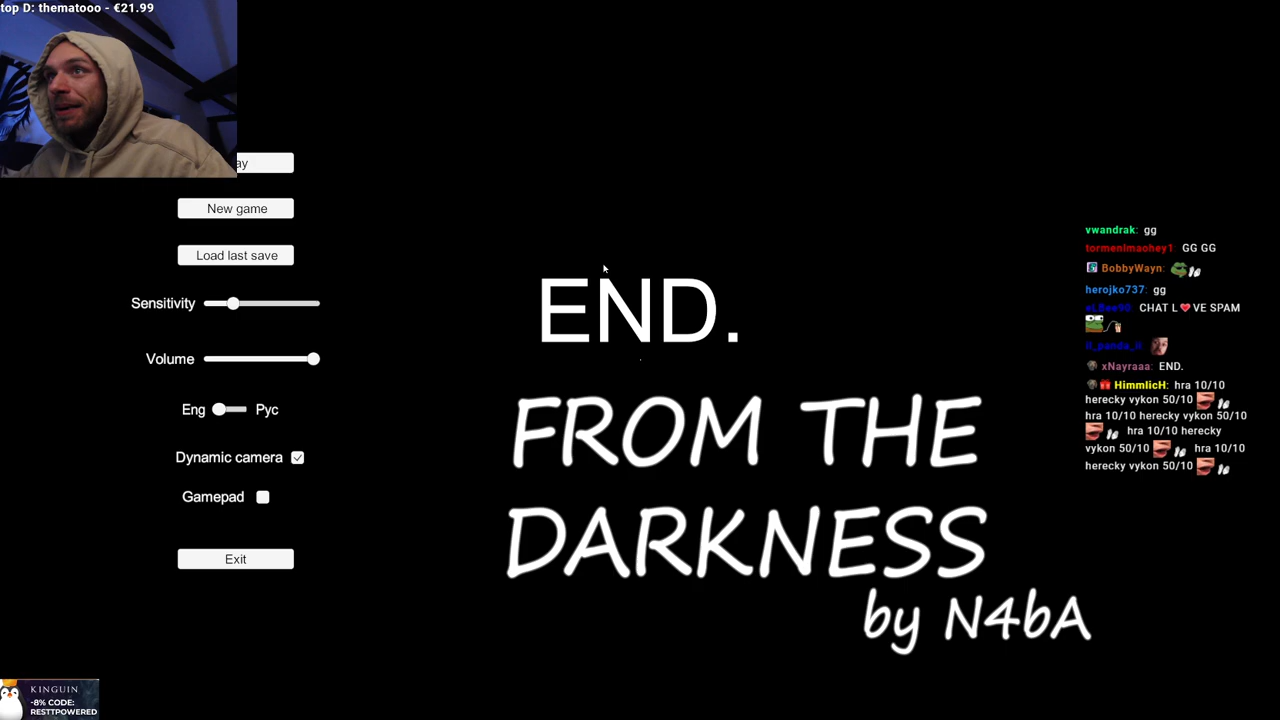 top D: thematooo - €21.99
ay
New game
Load last save
Sensitivity
Volume
Eng Рус
Dynamic camera
Gamepad
Exit
END.
FROM THE
DARKNESS
by N4bA
vwandrak: gg
tormenlmaohey1 GG GG
BobbyWayn:
herojko737: gg
CHAT L❤VE SPAM
li_panda_li:
xNayraaa: END.
HimmlicH: hra 10/10
herecky vykon 50/10
hra 10/10 herecky vykon 50/10
hra 10/10 herecky
vykon 50/10 hra 10/10
herecky vykon 50/10
KINGUIN
-8% CODE:
RESTTPOWERED